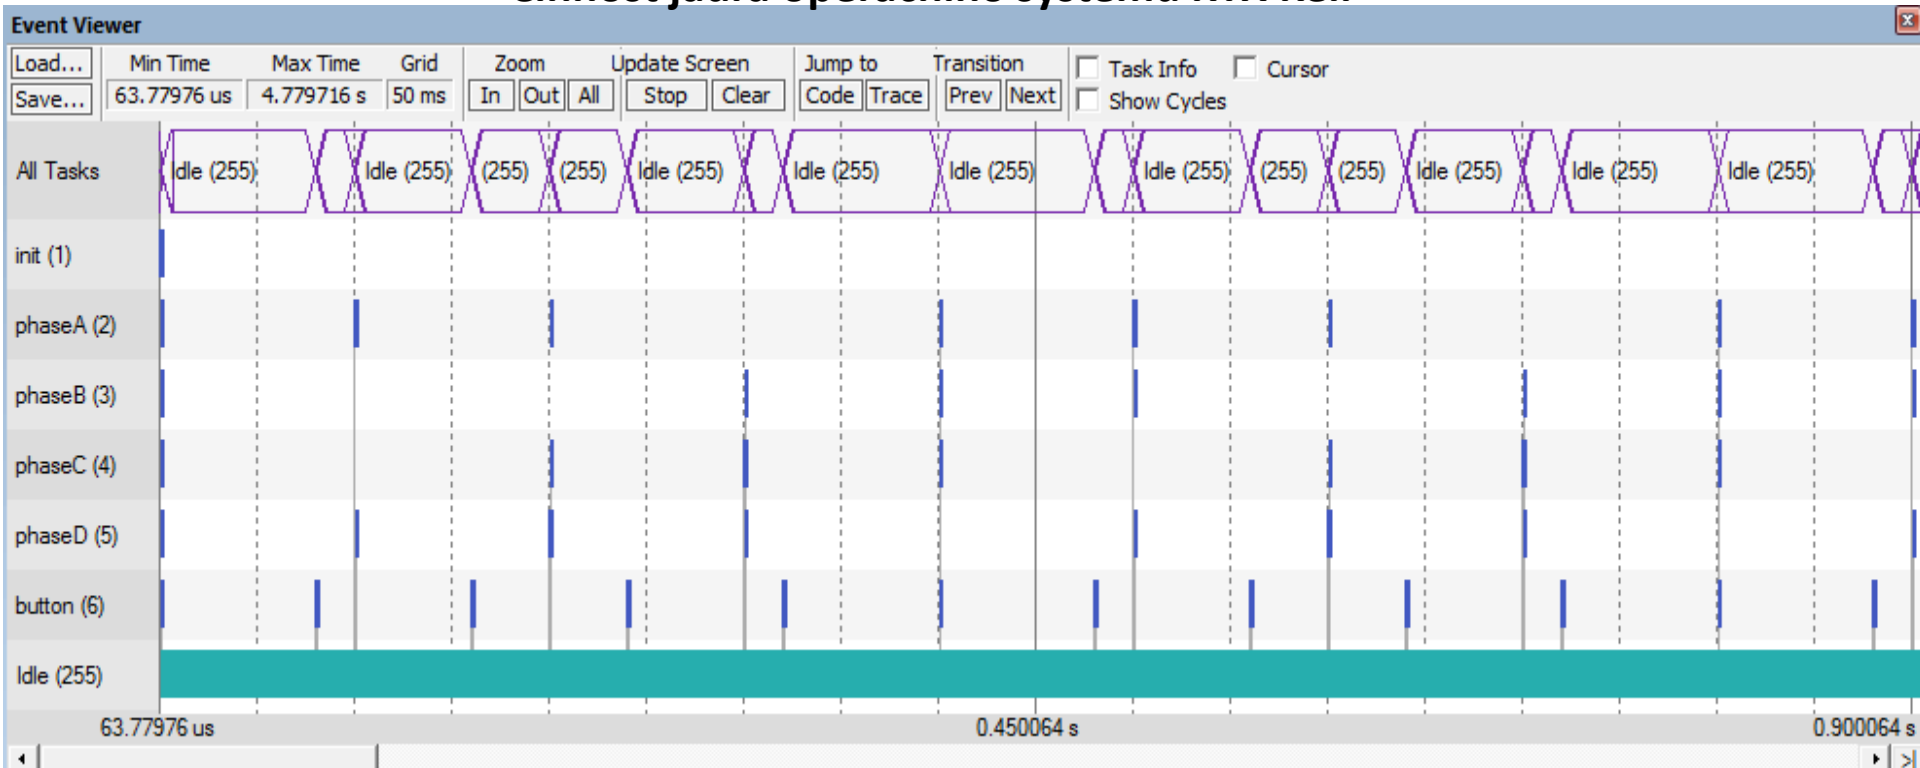 Event Viewer
Load... Min Time Max Time Grid Zoom Update Screen Jump to Transition Task Info Cursor
Save... 63.77976 us 4.779716 s 50 ms In Out All Stop Clear Code Trace Prev Next Show Cycles
All Tasks Idle (255) Idle (255) (255) (255) Idle (255) Idle (255) Idle (255) Idle (255) (255) (255) Idle (255) Idle (255) Idle (255)
init (1)
phaseA (2)
phaseB (3)
phaseC (4)
phaseD (5)
button (6)
Idle (255)
63.77976 us 0.450064 s 0.900064 s